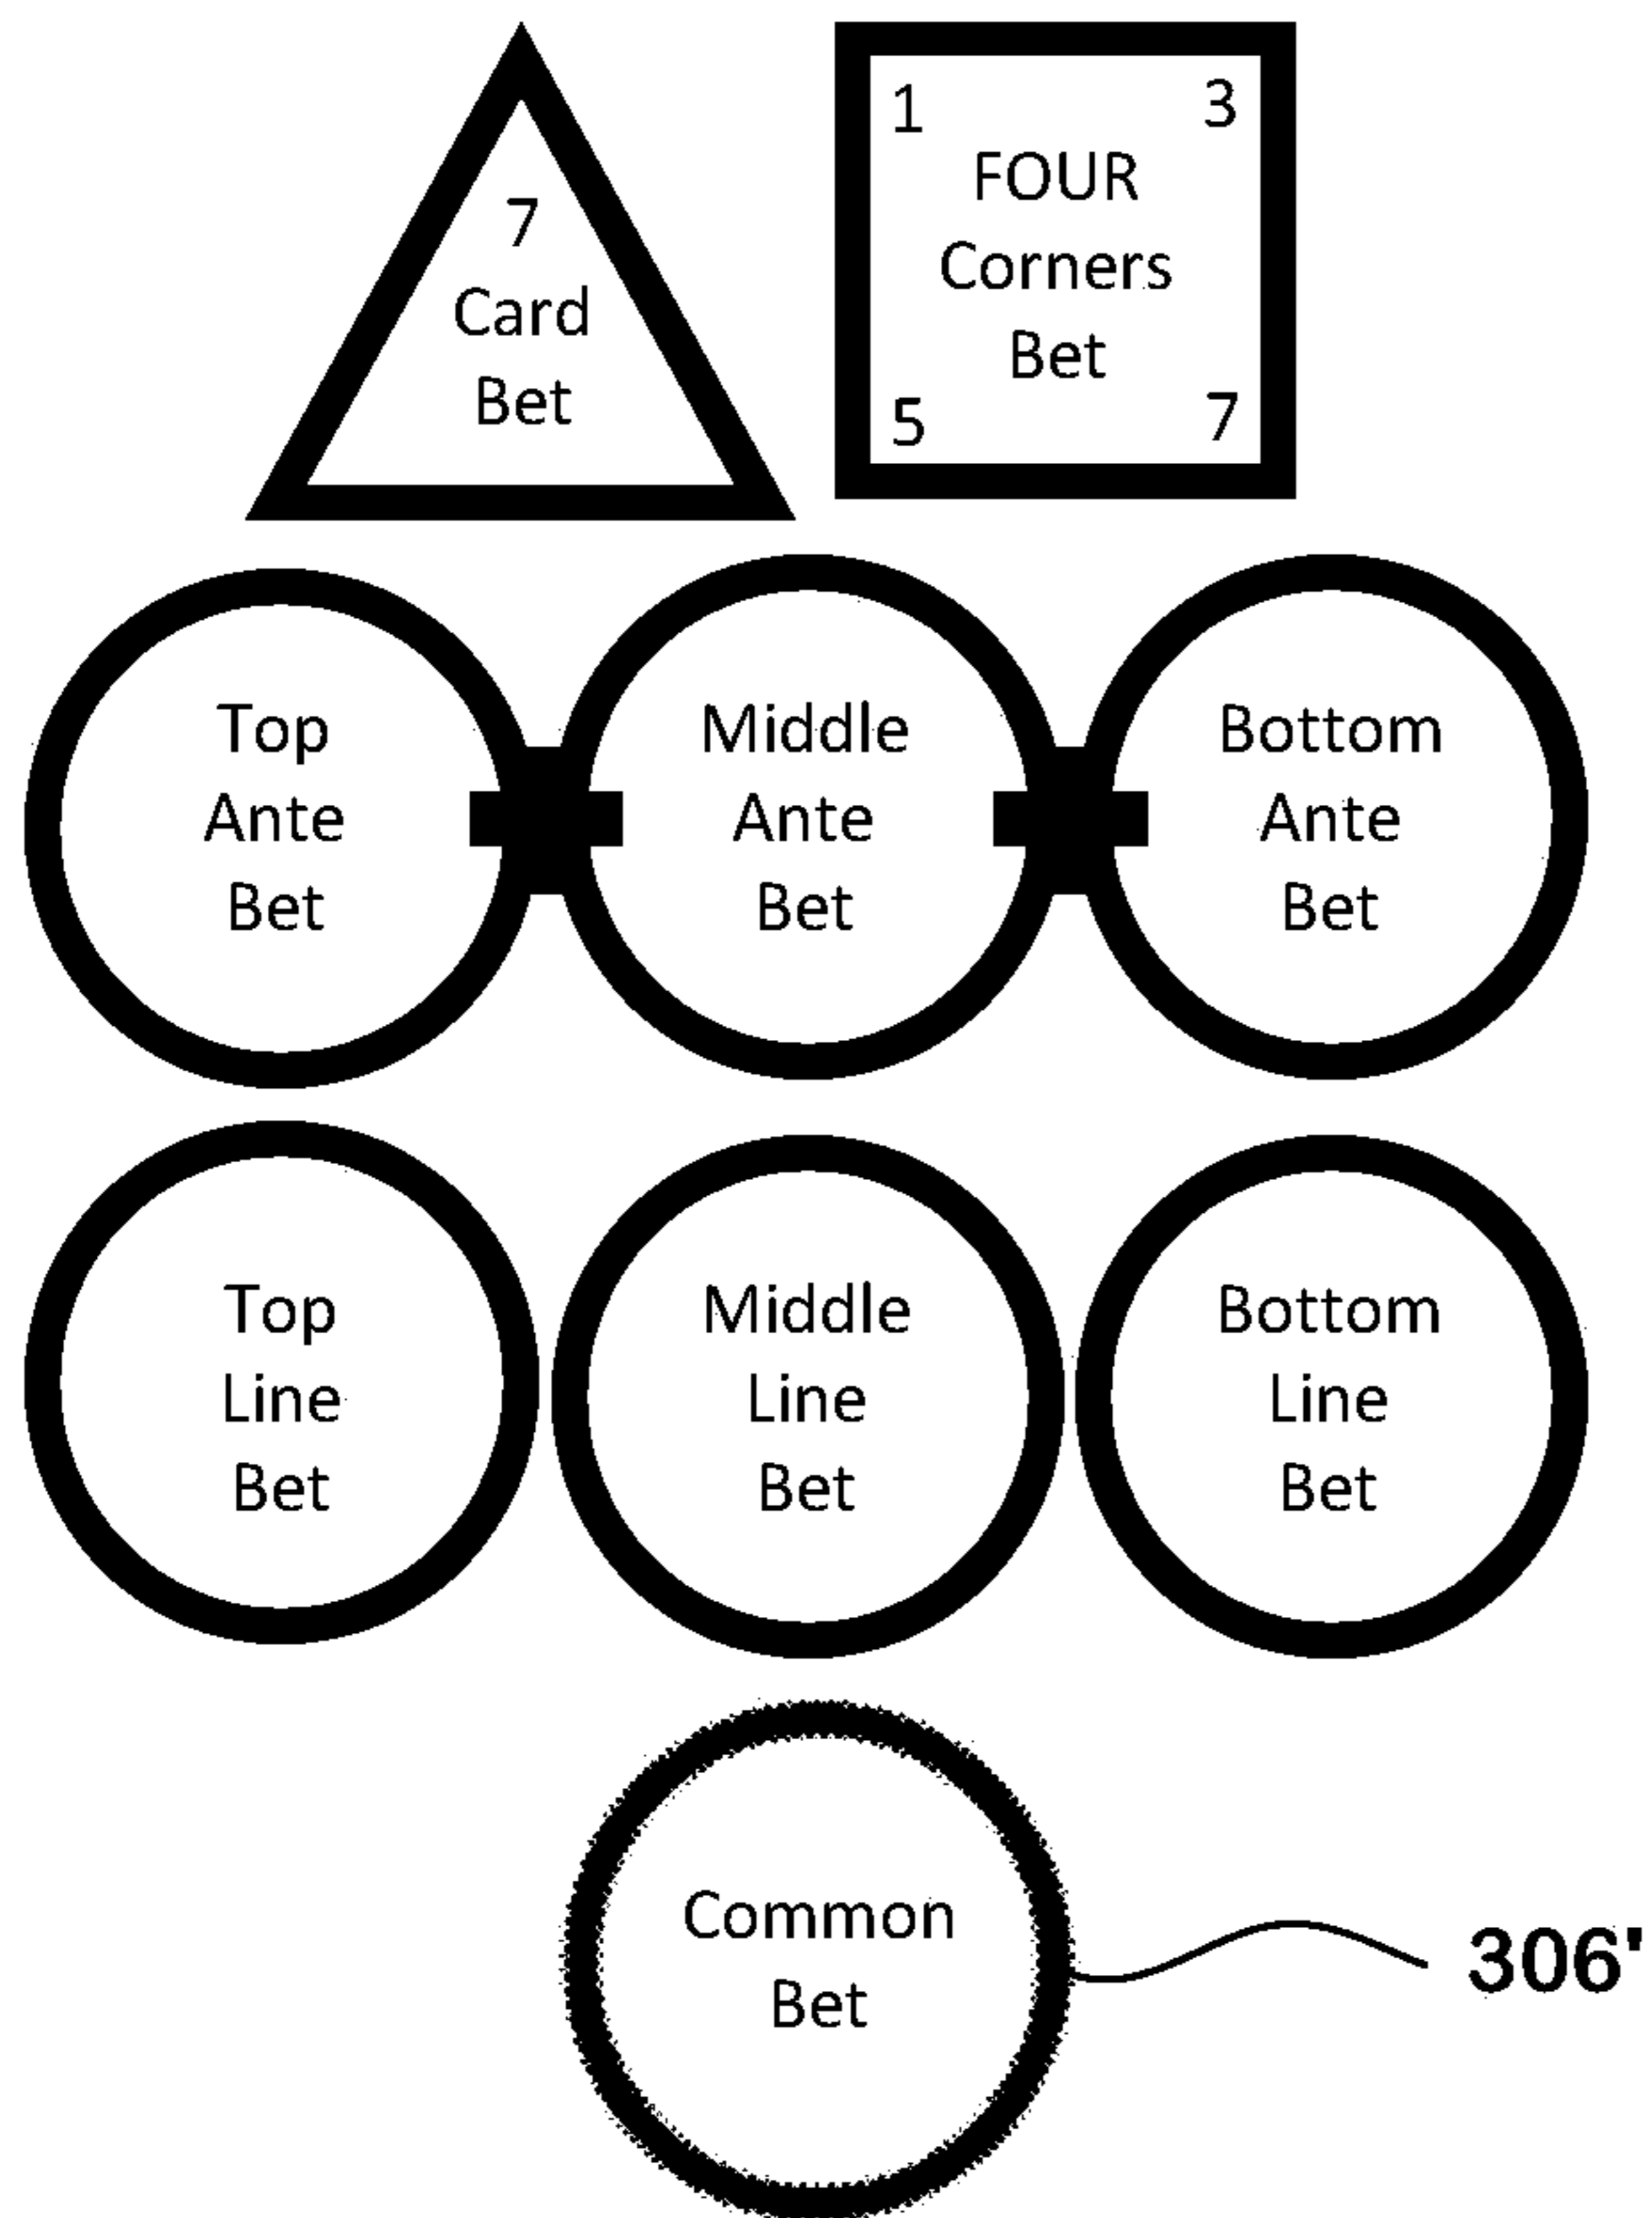 7
Card
Bet
1 3
FOUR
Corners
Bet
5 7
Top
Ante
Bet
Middle
Ante
Bet
Bottom
Ante
Bet
Top
Line
Bet
Middle
Line
Bet
Bottom
Line
Bet
Common
Bet
306'